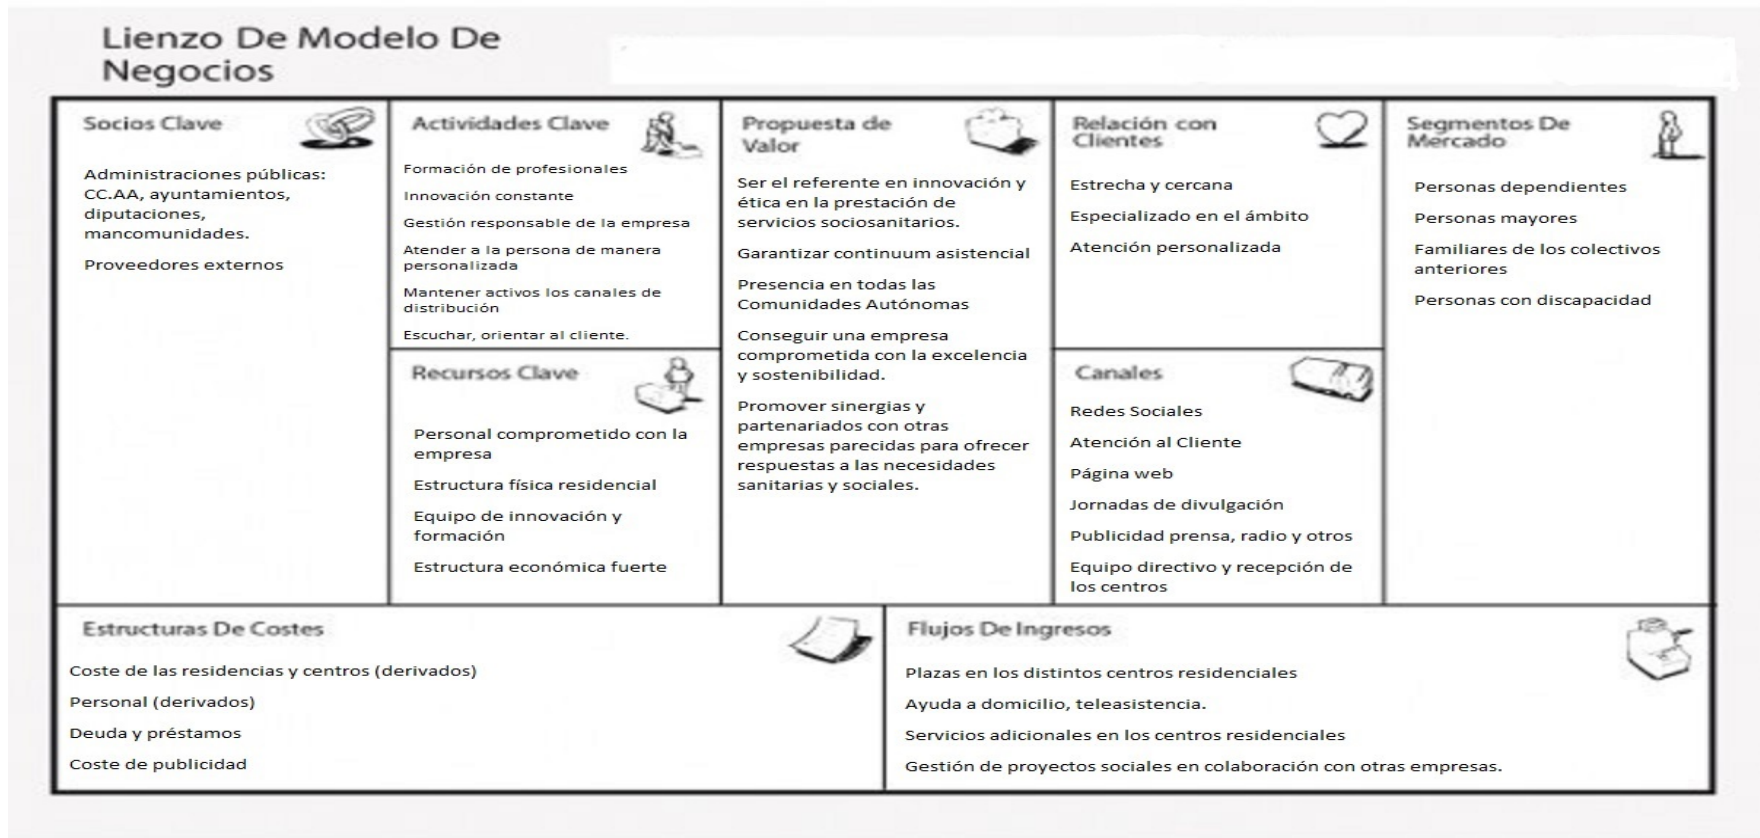 Lienzo De Modelo De
Negocios
Socios Clave
Administraciones públicas:
CC.AA, ayuntamientos,
diputaciones,
mancomunidades.
Proveedores externos
Actividades Clave
Formación de profesionales
Innovación constante
Gestión responsable de la empresa
Atender a la persona de manera
personalizada
Mantener activos los canales de
distribución
Escuchar, orientar al cliente.
Recursos Clave
Personal comprometido con la
empresa
Estructura física residencial
Equipo de innovación y
formación
Estructura económica fuerte
Propuesta de
Valor
Ser el referente en innovación y
ética en la prestación de
servicios sociosanitarios.
Garantizar continuum asistencial
Presencia en todas las
Comunidades Autónomas
Conseguir una empresa
comprometida con la excelencia
y sostenibilidad.
Promover sinergias y
partenariados con otras
empresas parecidas para ofrecer
respuestas a las necesidades
sanitarias y sociales.
Relación con
Clientes
Estrecha y cercana
Especializado en el ámbito
Atención personalizada
Canales
Redes Sociales
Atención al Cliente
Página web
Jornadas de divulgación
Publicidad prensa, radio y otros
Equipo directivo y recepción de
los centros
Segmentos De
Mercado
Personas dependientes
Personas mayores
Familiares de los colectivos
anteriores
Personas con discapacidad
Estructuras De Costes
Coste de las residencias y centros (derivados)
Personal (derivados)
Deuda y préstamos
Coste de publicidad
Flujos De Ingresos
Plazas en los distintos centros residenciales
Ayuda a domicilio, teleasistencia.
Servicios adicionales en los centros residenciales
Gestión de proyectos sociales en colaboración con otras empresas.